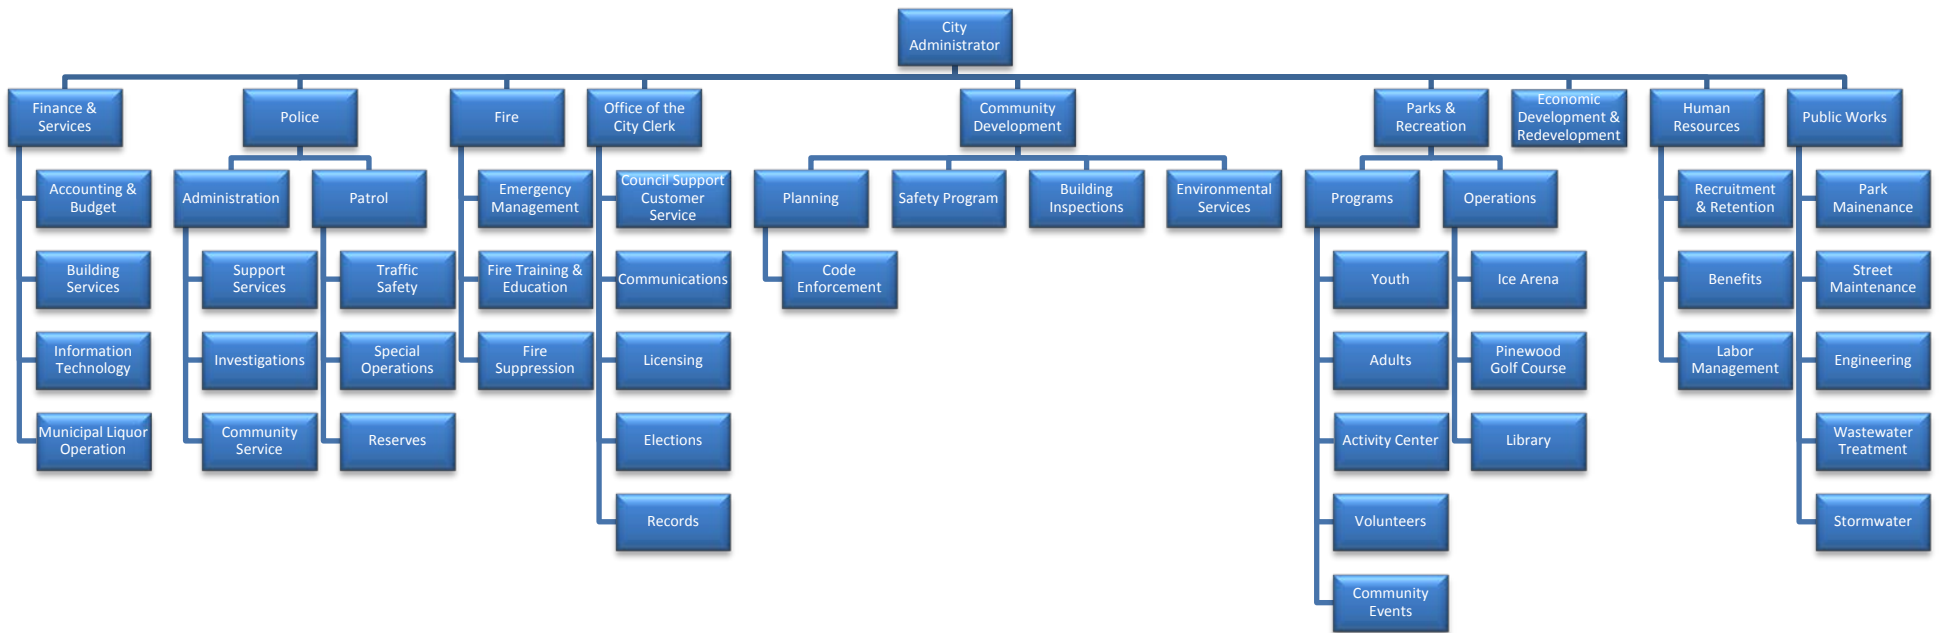 City
Administrator
Finance &
Services
Police
Fire
Office of the
City Clerk
Community
Development
Parks &
Recreation
Economic
Development &
Redevelopment
Human
Resources
Public Works
Accounting &
Budget
Building
Services
Information
Technology
Municipal Liquor
Operation
Administration
Support
Services
Investigations
Community
Service
Patrol
Traffic
Safety
Special
Operations
Reserves
Emergency
Management
Fire Training &
Education
Fire
Suppression
Council Support
Customer
Service
Communications
Licensing
Elections
Records
Planning
Code
Enforcement
Safety Program
Building
Inspections
Environmental
Services
Programs
Youth
Adults
Activity Center
Volunteers
Community
Events
Operations
Ice Arena
Pinewood
Golf Course
Library
Recruitment
& Retention
Benefits
Labor
Management
Park
Mainenance
Street
Maintenance
Engineering
Wastewater
Treatment
Stormwater